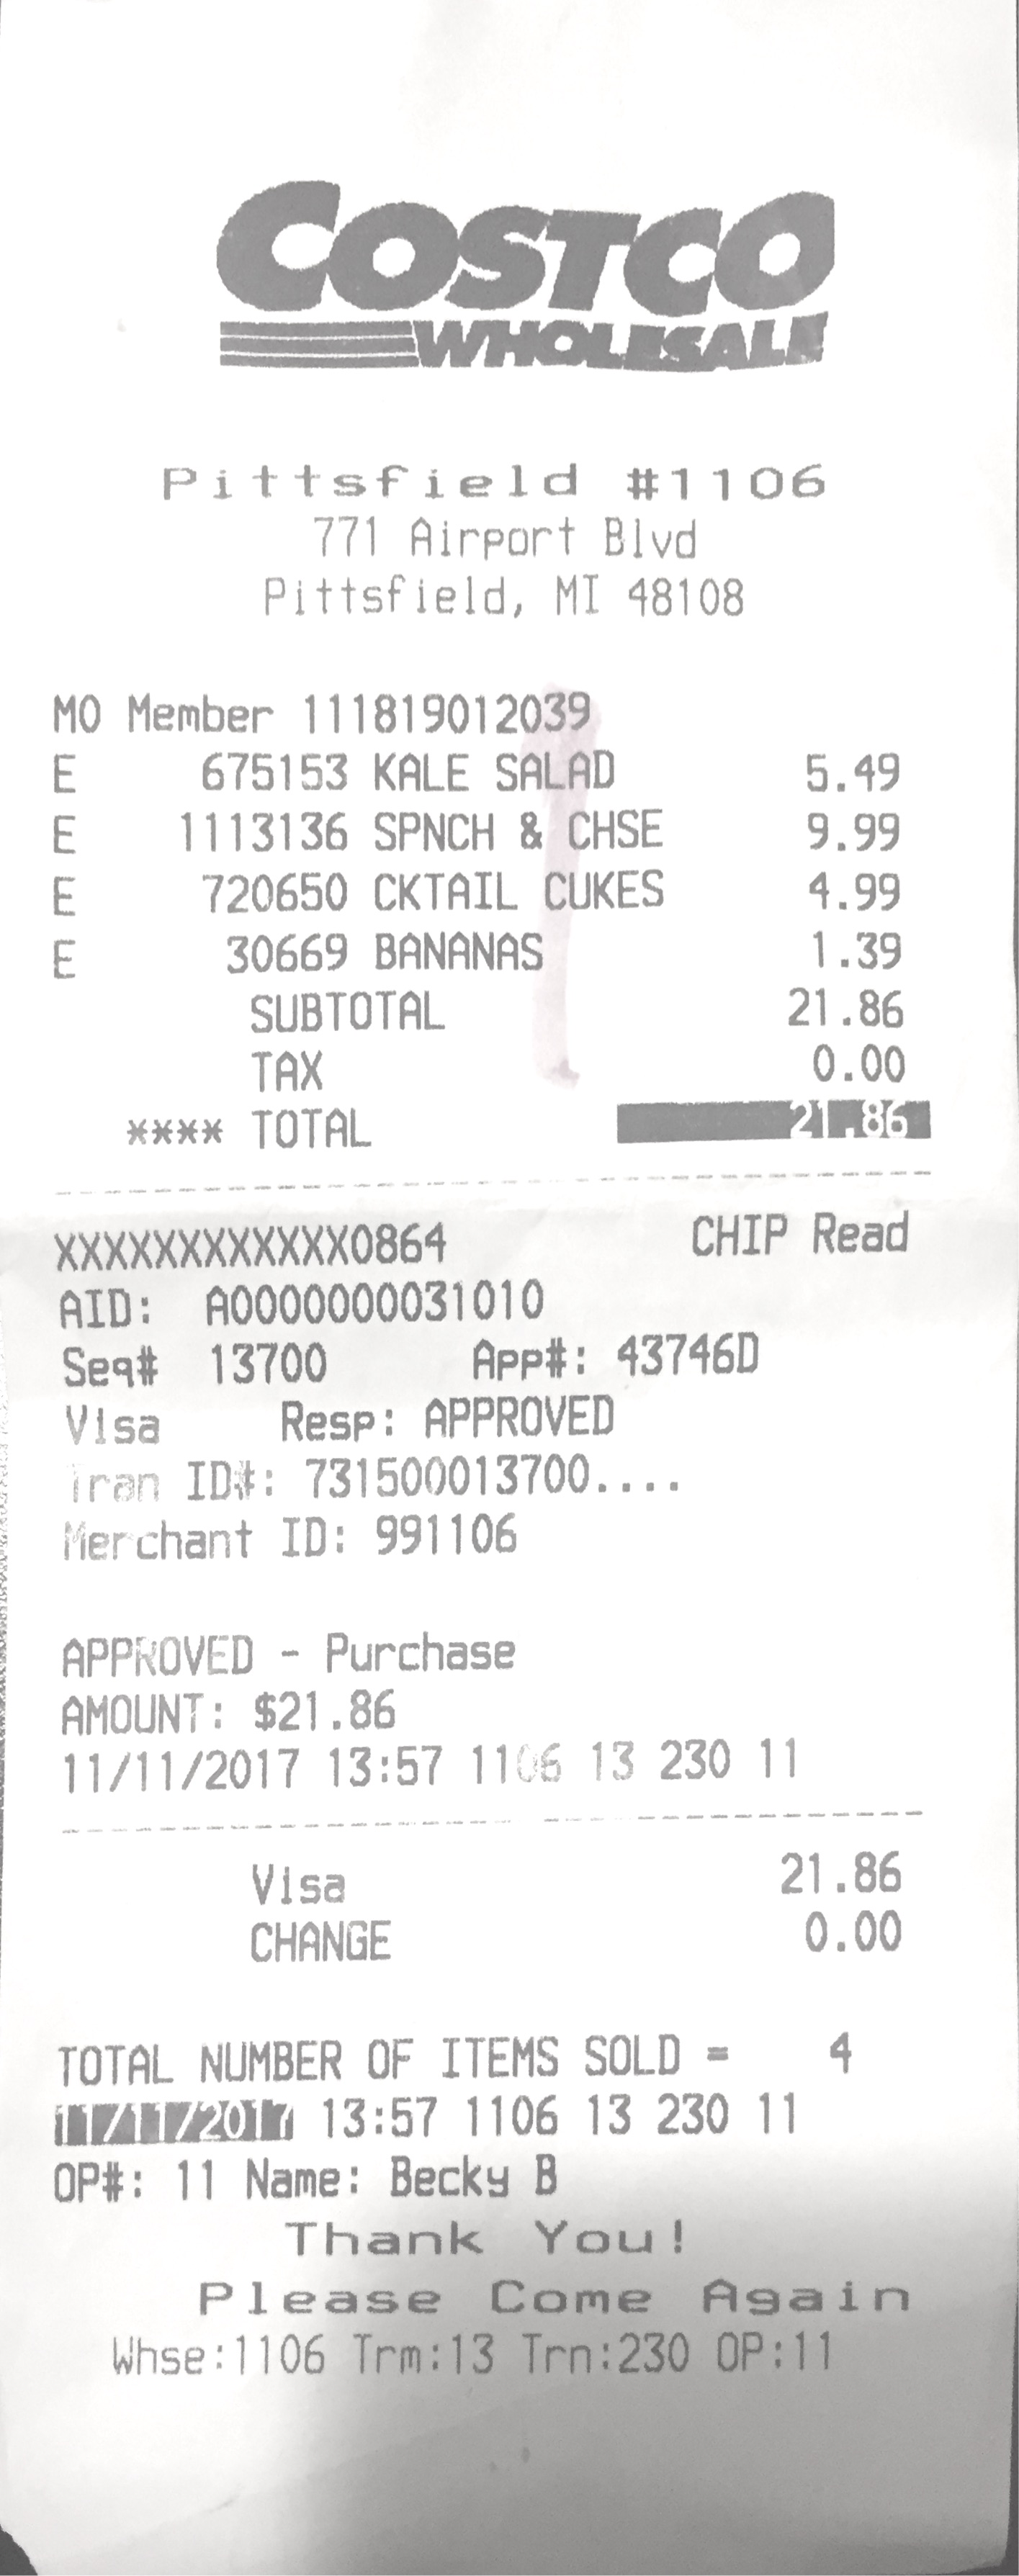 COSTCO
WHOLESALE
Pittsfield #1106
771 Airport Blvd
Pittsfield, MI 48108
MO Member 111819012039
E 675153 KALE SALAD 5.49
E 1113136 SPNCH & CHSE 9.99
E 720650 CKTAIL CUKES 4.99
E 30669 BANANAS 1.39
SUBTOTAL 21.86
TAX 0.00
**** TOTAL 21.86
XXXXXXXXXXXX0864 CHIP Read
AID: A0000000031010
Seq# 13700 App#: 43746D
Visa Resp: APPROVED
Tran ID#: 731500013700....
Merchant ID: 991106
APPROVED - Purchase
AMOUNT: $21.86
11/11/2017 13:57 1106 13 230 11
Visa 21.86
CHANGE 0.00
TOTAL NUMBER OF ITEMS SOLD = 4
11/11/2017 13:57 1106 13 230 11
OP#: 11 Name: Becky B
Thank You!
Please Come Again
Whse:1106 Trm:13 Trn:230 OP:11